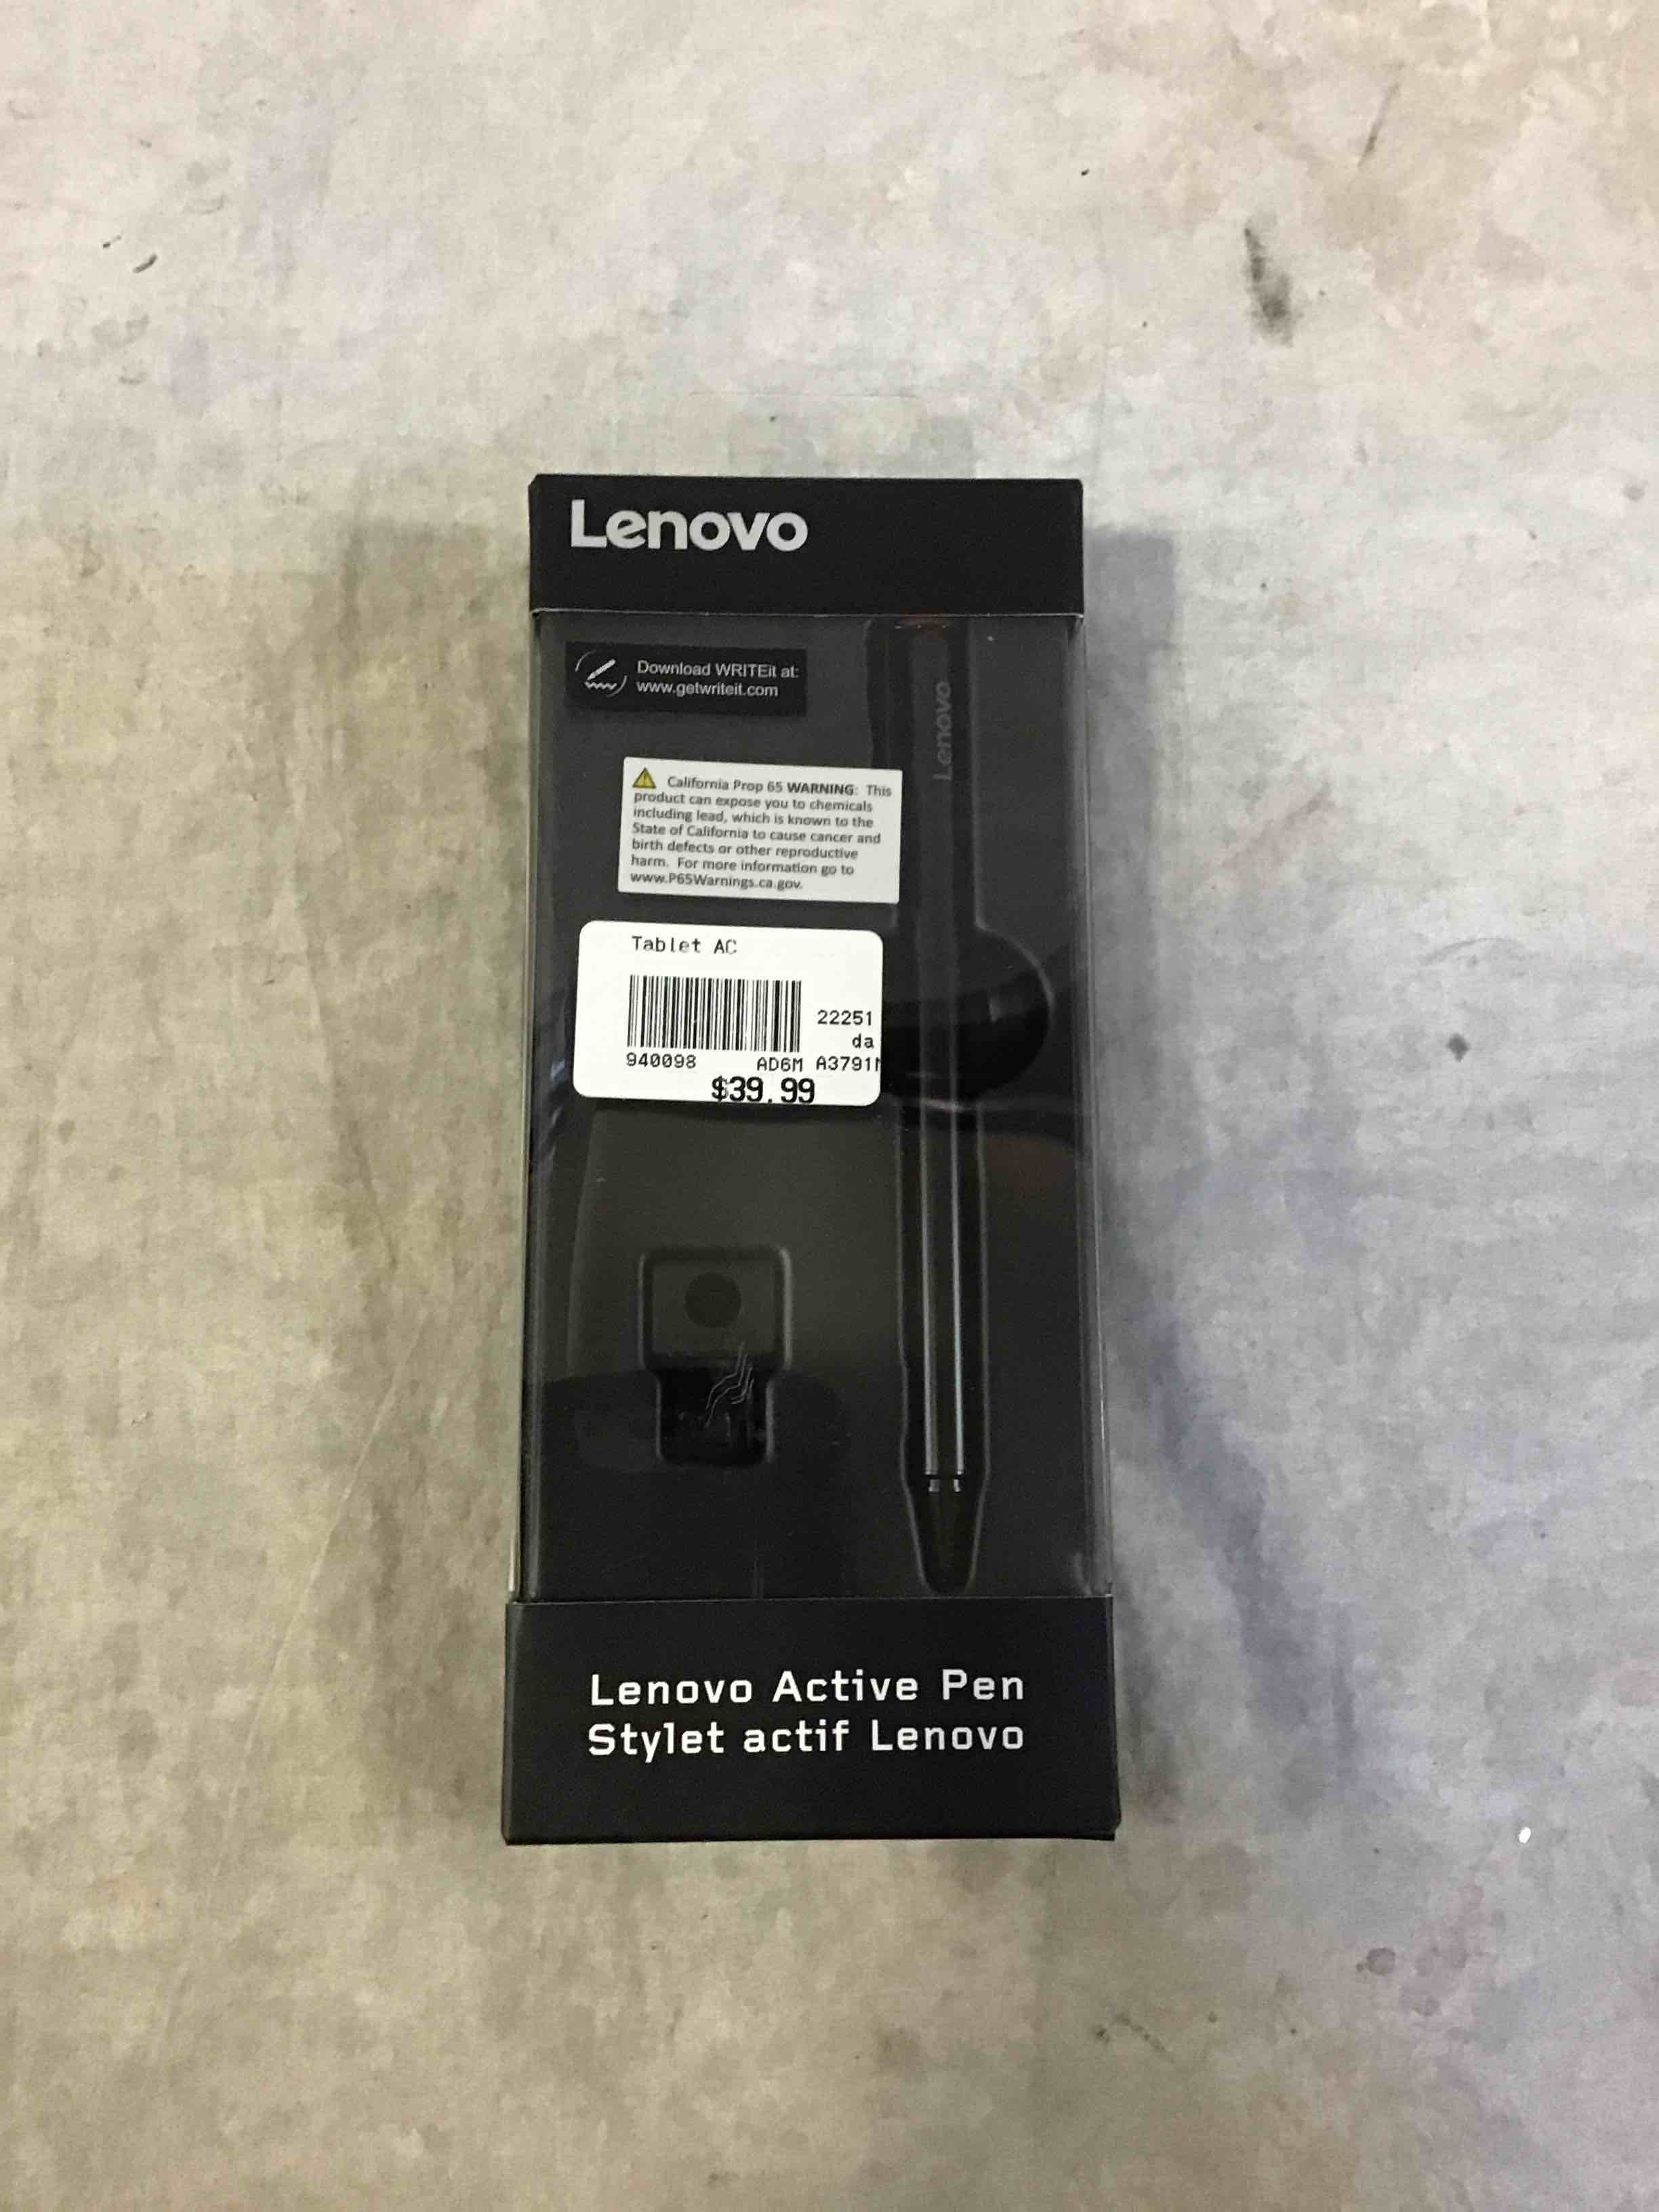 Lenovo
Download WRITEit at:
www.getwriteit.com
Lenovo
California Prop 65 WARNING: This
product can expose you to chemicals
including lead, which is known to the
State of California to cause cancer and
birth defects or other reproductive
harm. For more information go to
www.P65Warnings.ca.gov.
Tablet AC
22251
da
940098 AD6M A3791
$39.99
Lenovo Active Pen
Stylet actif Lenovo